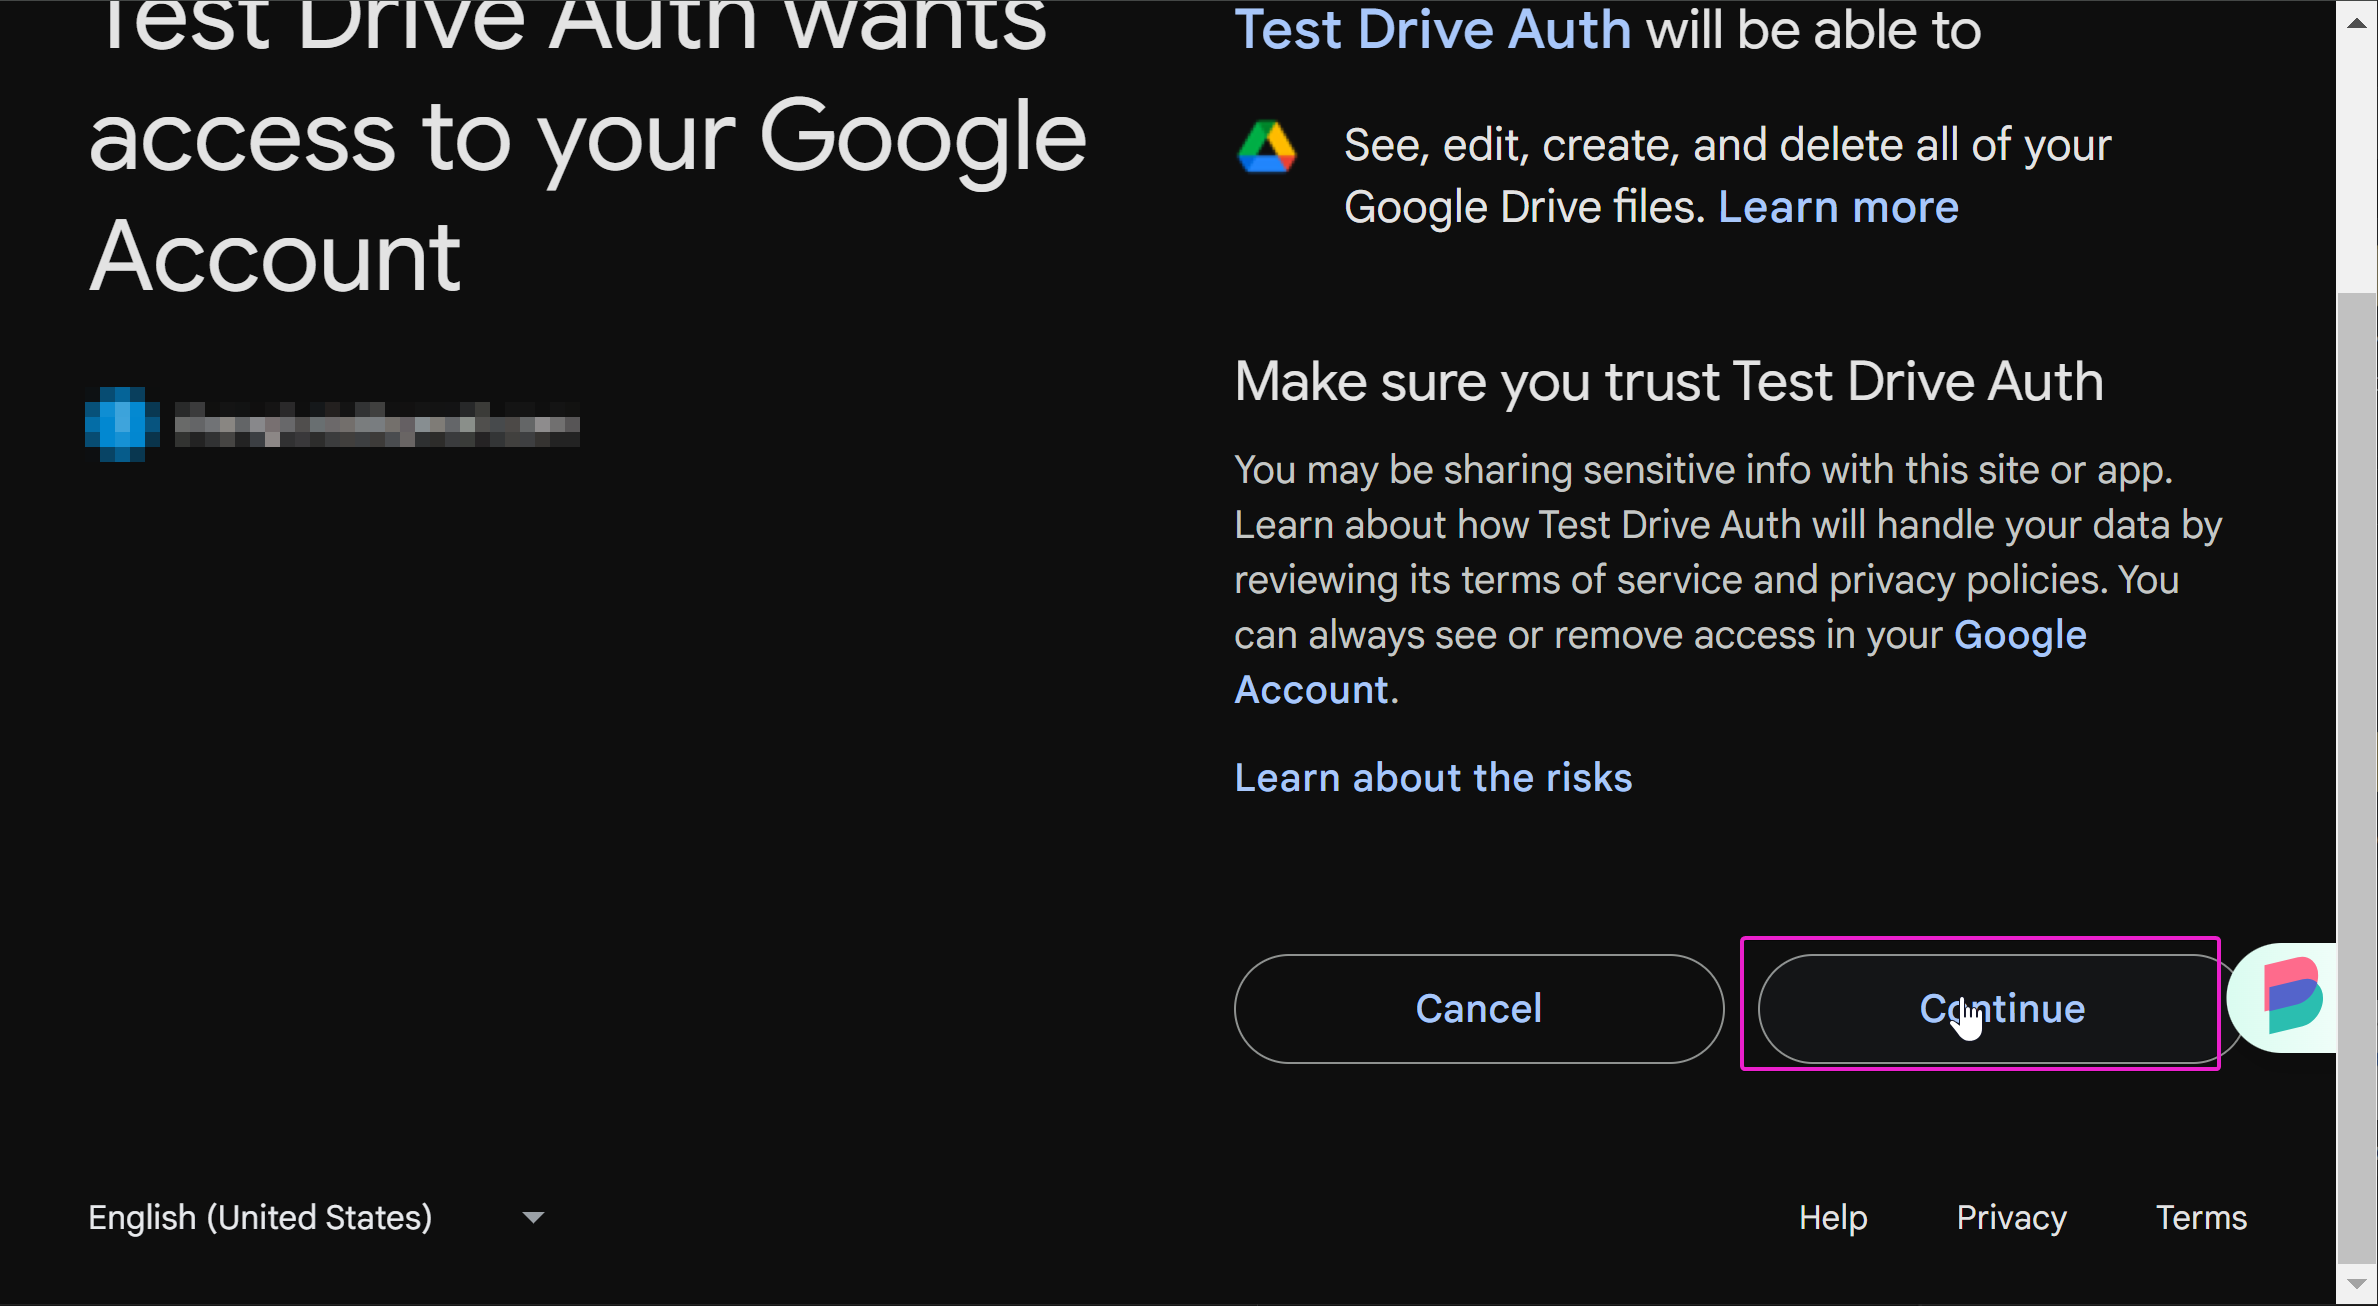 Test Drive Auth wants
access to your Google
Account
Test Drive Auth will be able to
See, edit, create, and delete all of your
Google Drive files. Learn more
Make sure you trust Test Drive Auth
You may be sharing sensitive info with this site or app.
Learn about how Test Drive Auth will handle your data by
reviewing its terms of service and privacy policies. You
can always see or remove access in your Google
Account.
Learn about the risks
Cancel
Continue
English (United States)
Help
Privacy
Terms